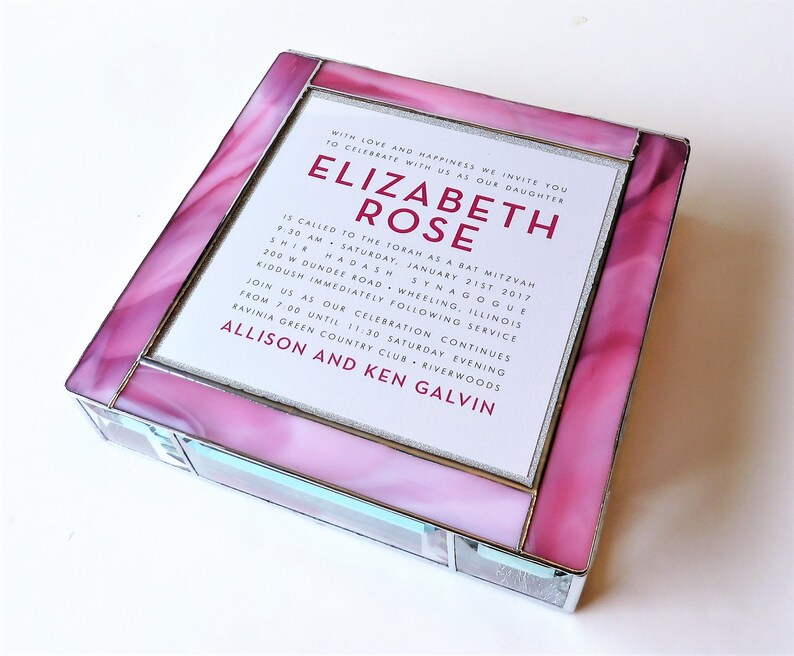 WITH LOVE AND HAPPINESS WE INVITE YOU
TO CELEBRATE WITH US AS OUR DAUGHTER
ELIZABETH
ROSE
IS CALLED TO THE TORAH AS A BAT MITZVAH
9:30 AM • SATURDAY, JANUARY 21ST 2017
SHIR HADASH SYNAGOGUE
200 W DUNDEE ROAD • WHEELING, ILLINOIS
KIDDUSH IMMEDIATELY FOLLOWING SERVICE
JOIN US AS OUR CELEBRATION CONTINUES
FROM 7:00 UNTIL 11:30 SATURDAY EVENING
RAVINIA GREEN COUNTRY CLUB • RIVERWOODS
ALLISON AND KEN GALVIN